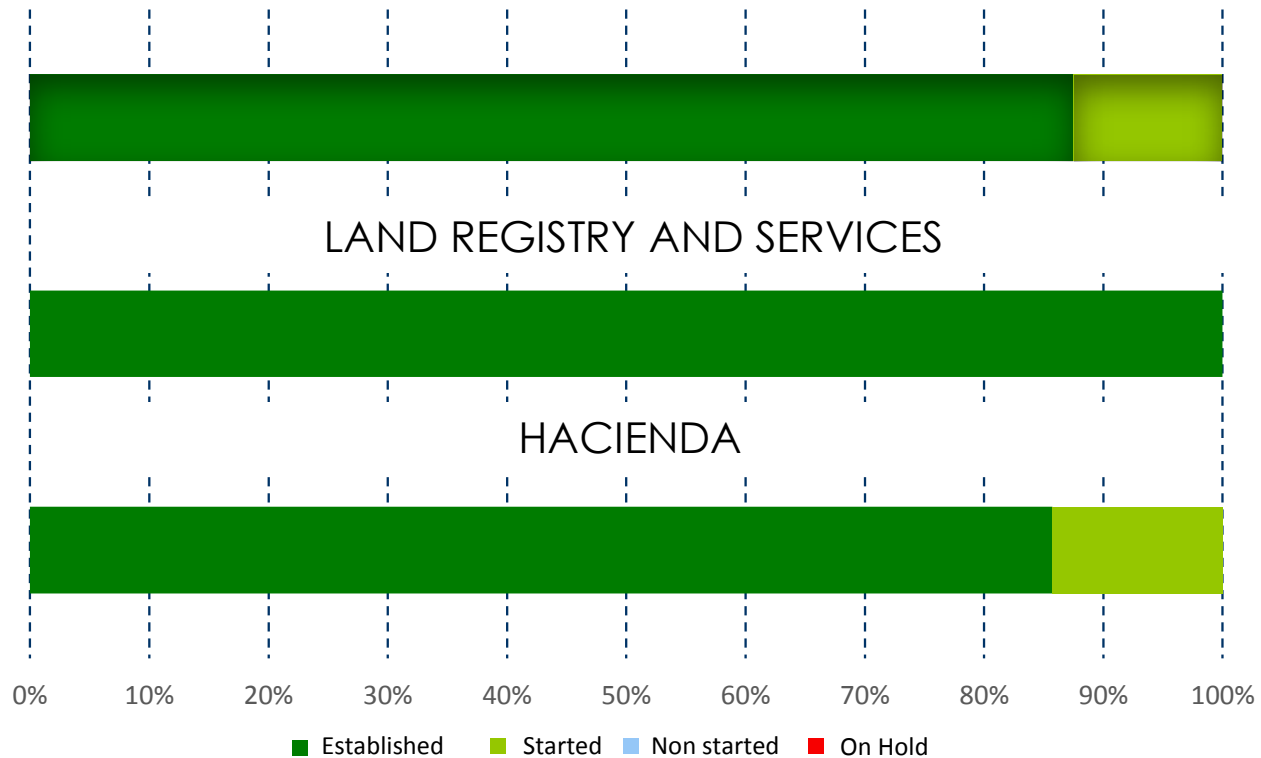 LAND REGISTRY AND SERVICES
HACIENDA
0% 10% 20% 30% 40% 50% 60% 70% 80% 90% 100%
Established Started Non started On Hold